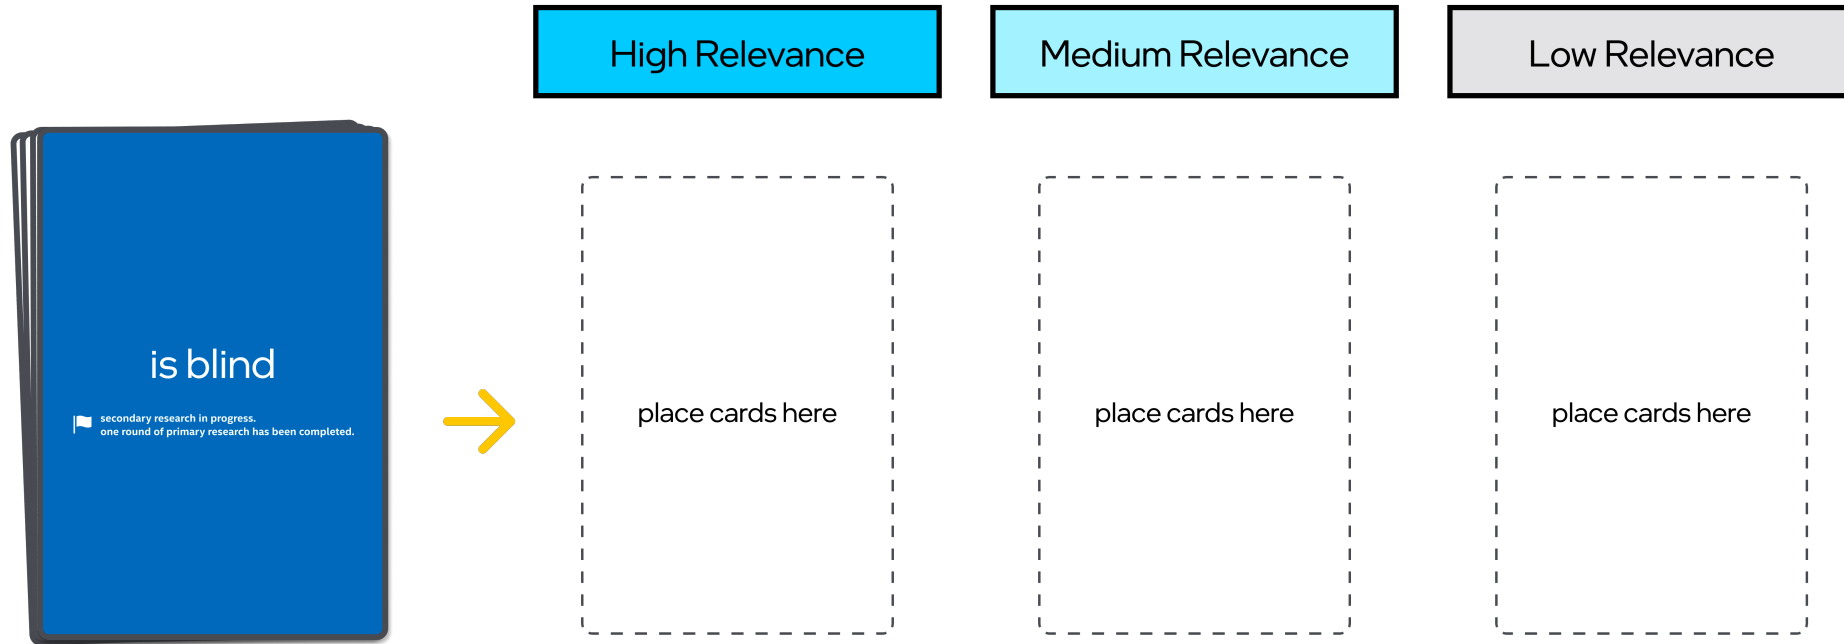 High Relevance
Medium Relevance
Low Relevance
is blind
secondary research in progress.
one round of primary research has been completed.
place cards here
place cards here
place cards here